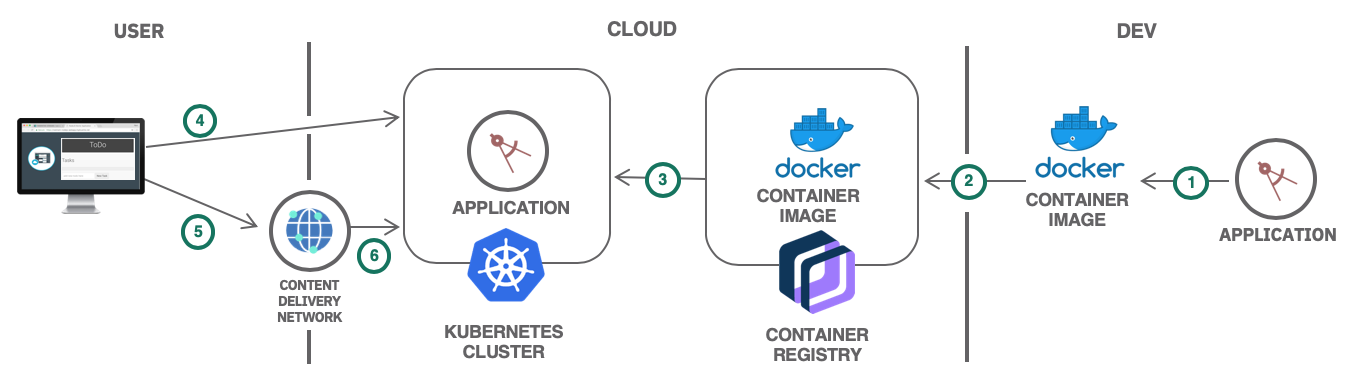 USER
CLOUD
DEV
ToDo
Tasks
4
5
6
CONTENT
DELIVERY
NETWORK
APPLICATION
KUBERNETES
CLUSTER
3
docker
CONTAINER
IMAGE
CONTAINER
REGISTRY
2
docker
CONTAINER
IMAGE
1
APPLICATION